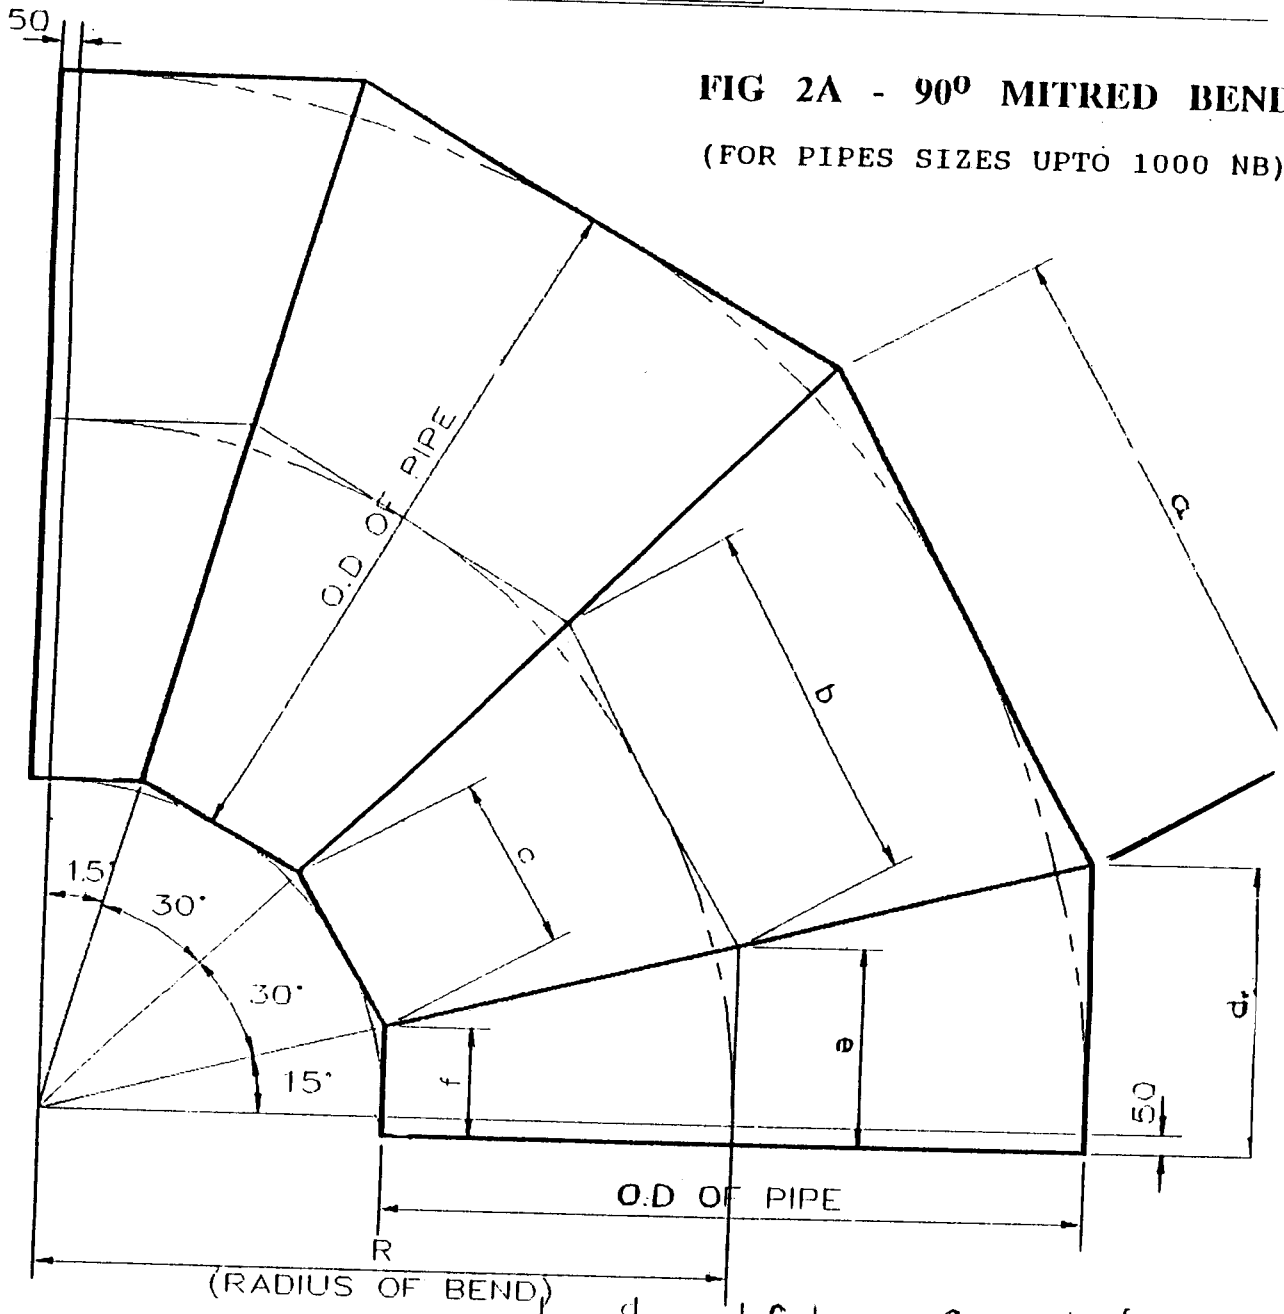 50
FIG 2A - 90⁰ MITRED BEND
(FOR PIPES SIZES UPTO 1000 NB)
O.D OF PIPE
a
b
c
15°
30°
30°
15°
f
e
d
50
O.D OF PIPE
R
(RADIUS OF BEND)